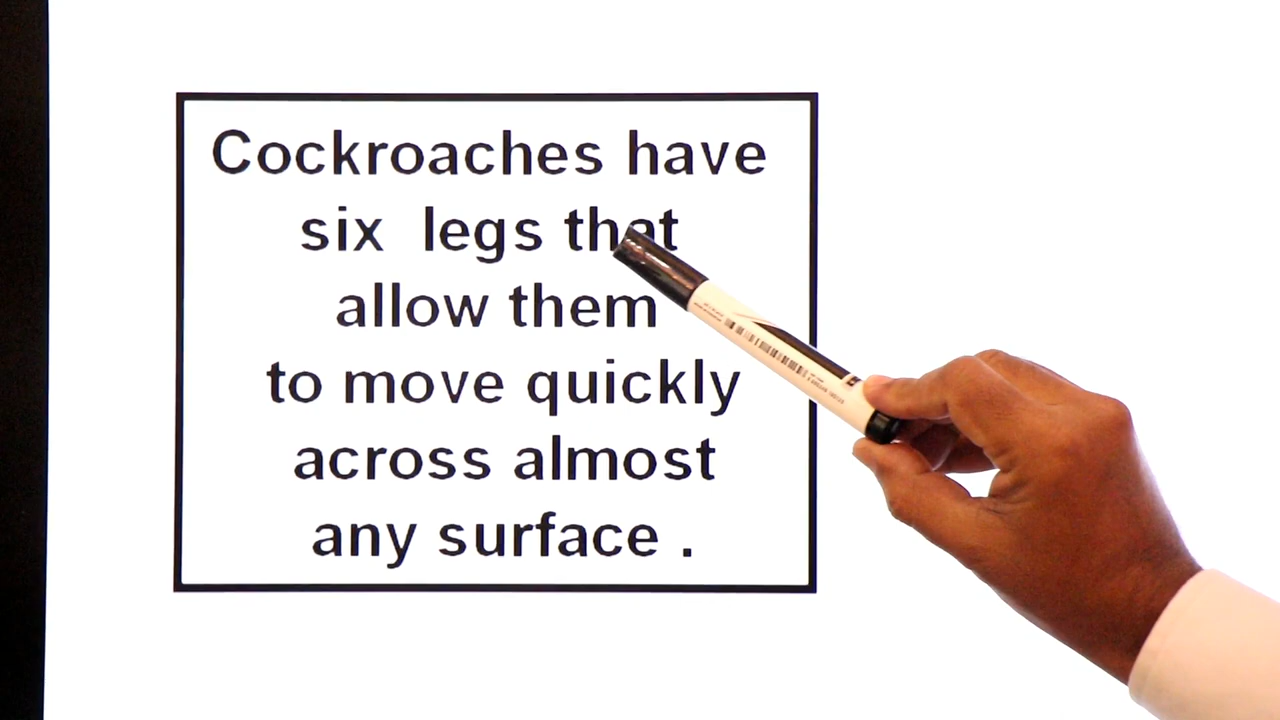 Cockroaches have
six  legs that
allow them
to move quickly
across almost
any surface .